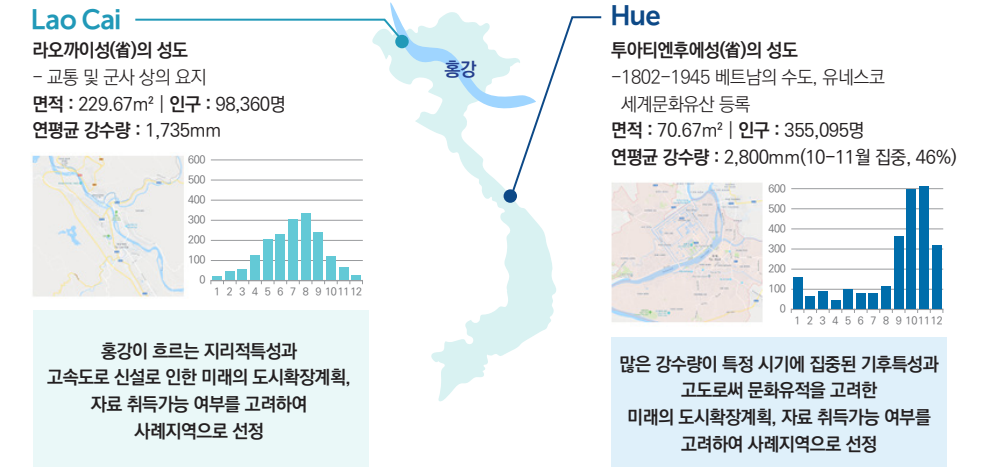 Lao Cai
라오까이성(省)의 성도
- 교통 및 군사 상의 요지
면적 : 229.67m² | 인구 : 98,360명
연평균 강수량 : 1,735mm
600
500
400
300
200
100
0
1 2 3 4 5 6 7 8 9 10 11 12
홍강이 흐르는 지리적특성과
고속도로 신설로 인한 미래의 도시확장계획,
자료 취득가능 여부를 고려하여
사례지역으로 선정
홍강
Hue
투아티엔후에성(省)의 성도
-1802-1945 베트남의 수도, 유네스코
세계문화유산 등록
면적 : 70.67m² | 인구 : 355,095명
연평균 강수량 : 2,800mm(10-11월 집중, 46%)
600
500
400
300
200
100
0
1 2 3 4 5 6 7 8 9 10 11 12
많은 강수량이 특정 시기에 집중된 기후특성과
고도로써 문화유적을 고려한
미래의 도시확장계획, 자료 취득가능 여부를
고려하여 사례지역으로 선정